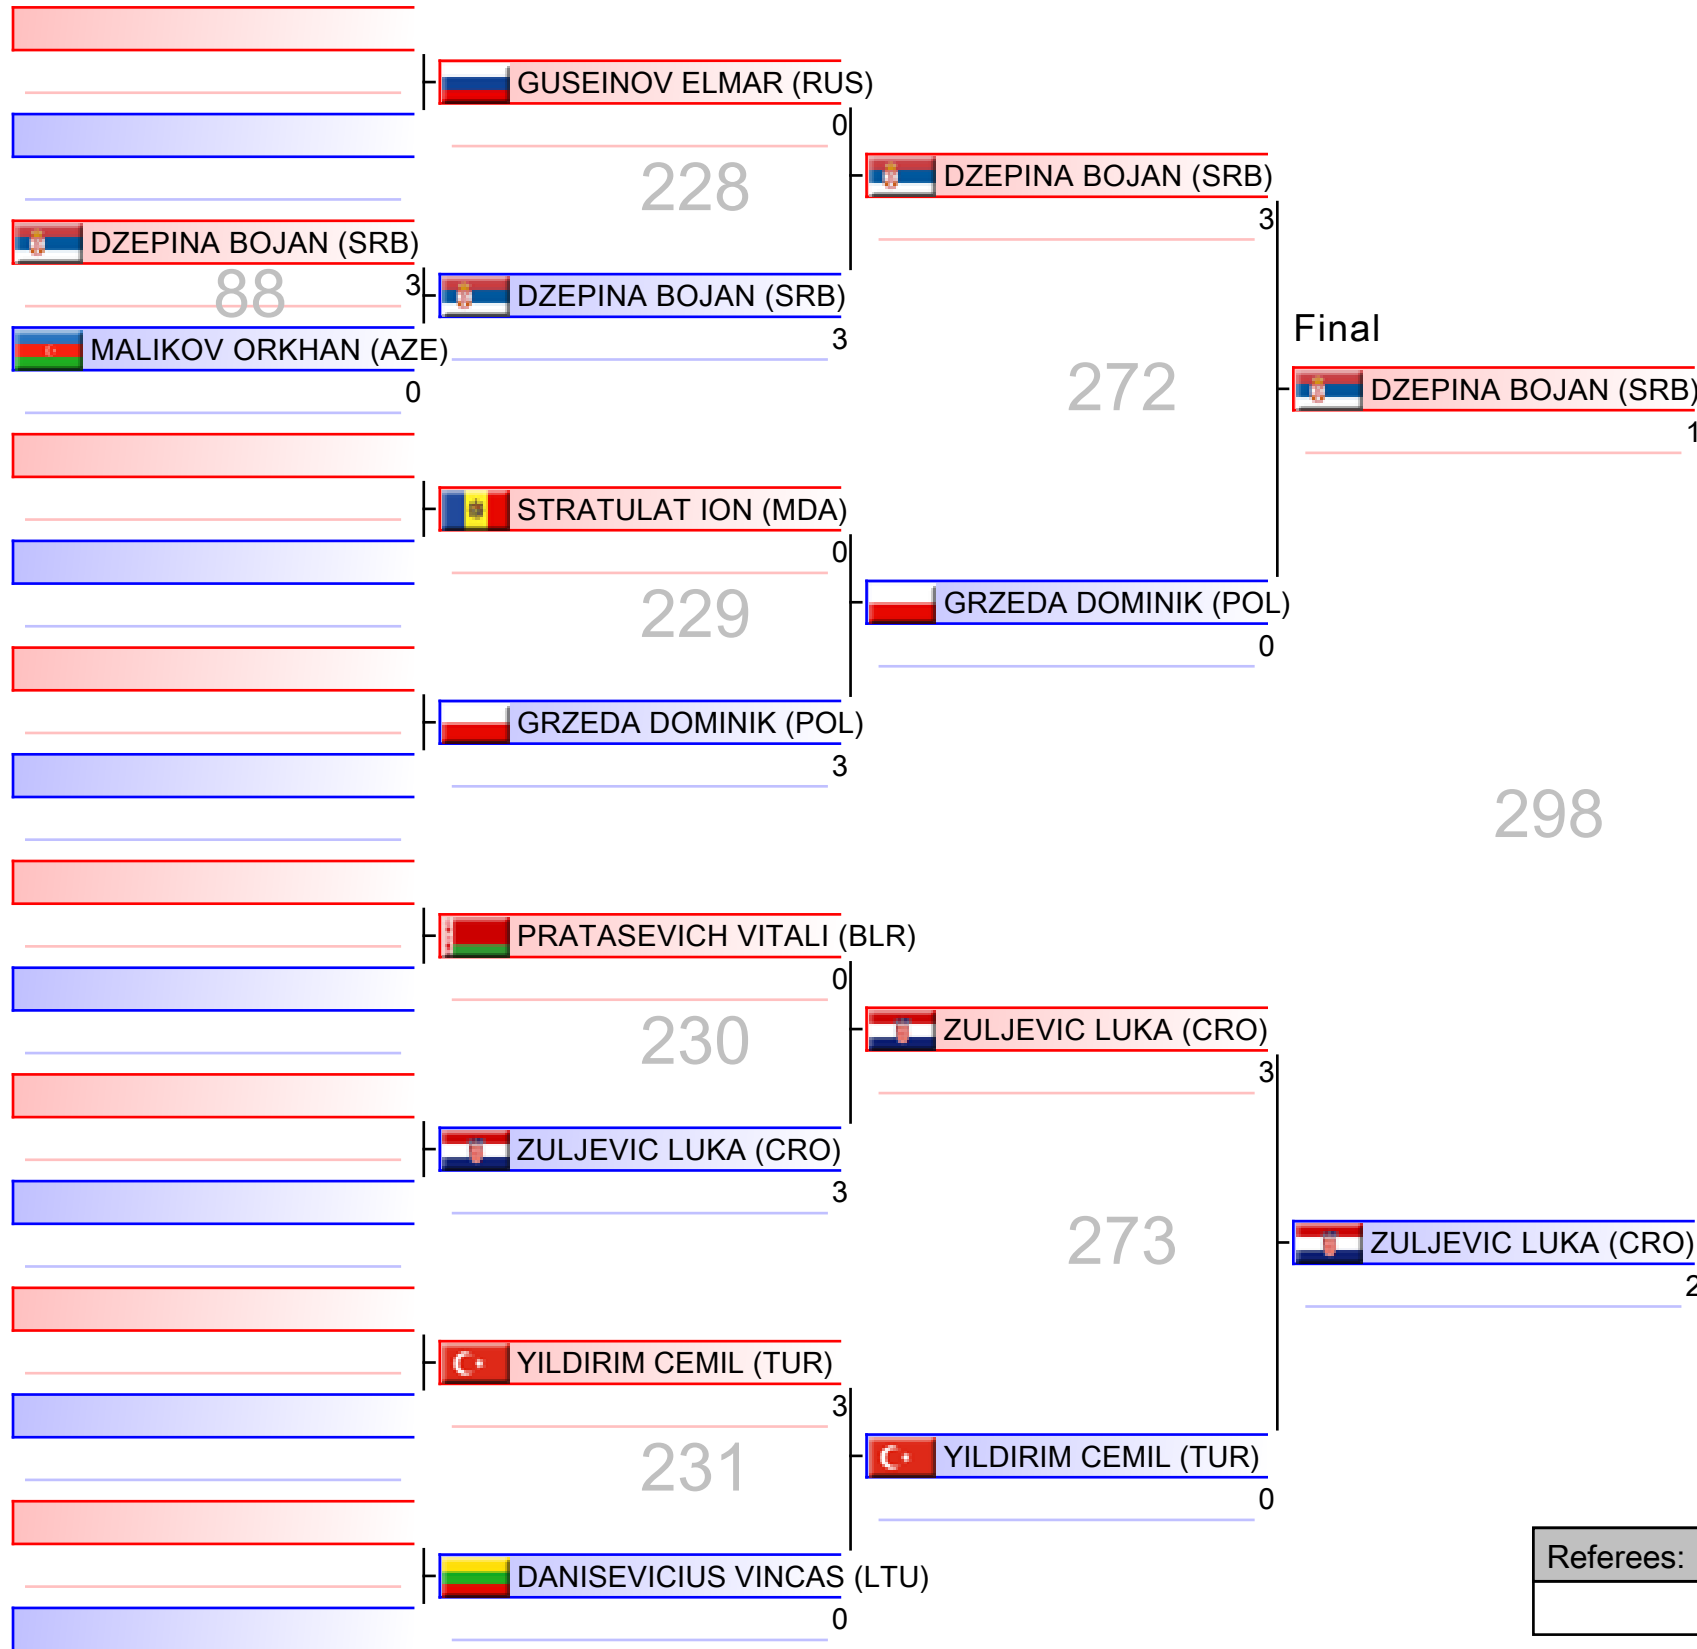 GUSEINOV ELMAR (RUS)
0
228
DZEPINA BOJAN (SRB)
3
DZEPINA BOJAN (SRB)
88
3
DZEPINA BOJAN (SRB)
3
MALIKOV ORKHAN (AZE)
0
272
Final
DZEPINA BOJAN (SRB)
1
STRATULAT ION (MDA)
0
229
GRZEDA DOMINIK (POL)
0
GRZEDA DOMINIK (POL)
3
298
PRATASEVICH VITALI (BLR)
0
230
ZULJEVIC LUKA (CRO)
3
ZULJEVIC LUKA (CRO)
3
273
ZULJEVIC LUKA (CRO)
2
YILDIRIM CEMIL (TUR)
3
231
YILDIRIM CEMIL (TUR)
0
DANISEVICIUS VINCAS (LTU)
0
Referees: